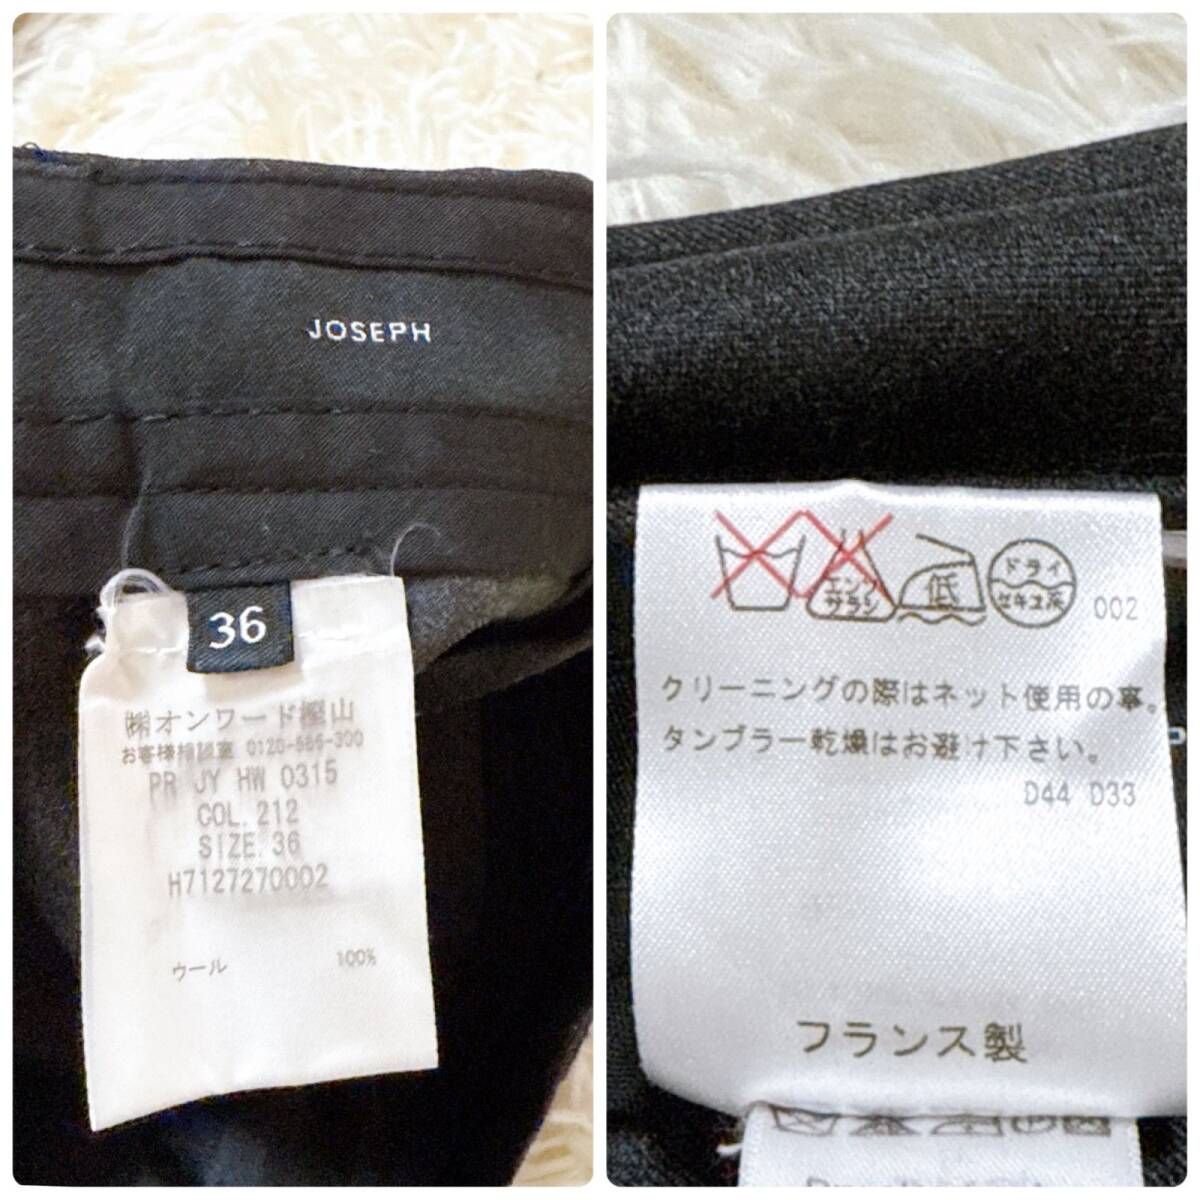 JOSEPH
36
㈱オンワード樫山
お客様相談室 0120-586-300
PR JY HW 0315
COL. 212
SIZE. 36
H7127270002
ウール 100%
エンソ
サラシ
低
ドライ
セキユ系
002
クリーニングの際はネット使用の事。
タンブラー乾燥はお避け下さい。
D44 D33
フランス製